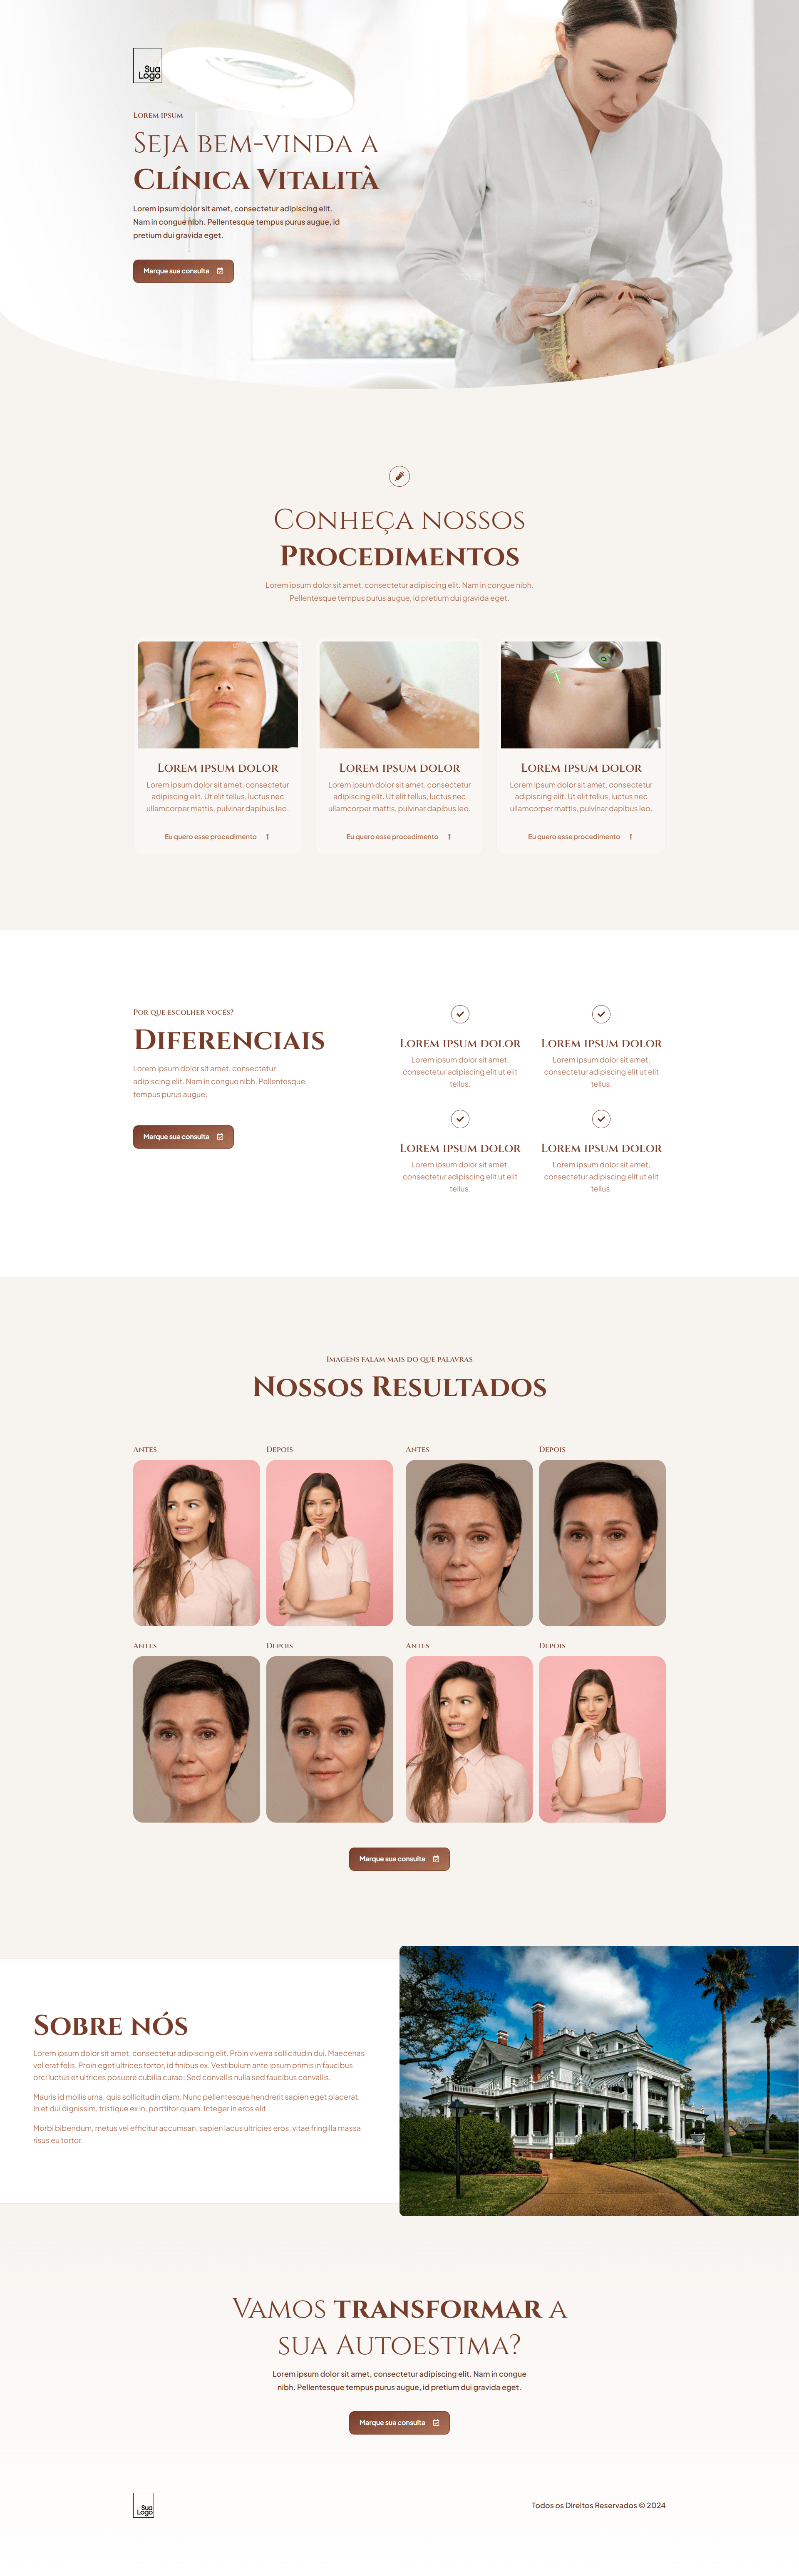 Sua
Logo
Lorem ipsum
Seja bem-vinda a
Clínica Vitalità
Lorem ipsum dolor sit amet, consectetur adipiscing elit.
Nam in congue nibh. Pellentesque tempus purus augue, id
pretium dui gravida eget.
Marque sua consulta
Conheça nossos
Procedimentos
Lorem ipsum dolor sit amet, consectetur adipiscing elit. Nam in congue nibh.
Pellentesque tempus purus augue, id pretium dui gravida eget.
Lorem ipsum dolor
Lorem ipsum dolor sit amet, consectetur
adipiscing elit. Ut elit tellus, luctus nec
ullamcorper mattis, pulvinar dapibus leo.
Eu quero esse procedimento
Lorem ipsum dolor
Lorem ipsum dolor sit amet, consectetur
adipiscing elit. Ut elit tellus, luctus nec
ullamcorper mattis, pulvinar dapibus leo.
Eu quero esse procedimento
Lorem ipsum dolor
Lorem ipsum dolor sit amet, consectetur
adipiscing elit. Ut elit tellus, luctus nec
ullamcorper mattis, pulvinar dapibus leo.
Eu quero esse procedimento
Por que escolher vocês?
Diferenciais
Lorem ipsum dolor sit amet, consectetur
adipiscing elit. Nam in congue nibh. Pellentesque
tempus purus augue.
Marque sua consulta
Lorem ipsum dolor
Lorem ipsum dolor sit amet,
consectetur adipiscing elit ut elit
tellus.
Lorem ipsum dolor
Lorem ipsum dolor sit amet,
consectetur adipiscing elit ut elit
tellus.
Lorem ipsum dolor
Lorem ipsum dolor sit amet,
consectetur adipiscing elit ut elit
tellus.
Lorem ipsum dolor
Lorem ipsum dolor sit amet,
consectetur adipiscing elit ut elit
tellus.
Imagens falam mais do que palavras
Nossos Resultados
Antes
Depois
Antes
Depois
Antes
Depois
Antes
Depois
Marque sua consulta
Sobre nós
Lorem ipsum dolor sit amet, consectetur adipiscing elit. Proin viverra sollicitudin dui. Maecenas
vel erat felis. Proin eget ultrices tortor, id finibus ex. Vestibulum ante ipsum primis in faucibus
orci luctus et ultrices posuere cubilia curae; Sed convallis nulla sed faucibus convallis.
Mauris id mollis urna, quis sollicitudin diam. Nunc pellentesque hendrerit sapien eget placerat.
In et dui dignissim, tristique ex in, porttitor quam. Integer in eros elit.
Morbi bibendum, metus vel efficitur accumsan, sapien lacus ultricies eros, vitae fringilla massa
risus eu tortor.
Vamos transformar a
sua Autoestima?
Lorem ipsum dolor sit amet, consectetur adipiscing elit. Nam in congue
nibh. Pellentesque tempus purus augue, id pretium dui gravida eget.
Marque sua consulta
Sua
Logo
Todos os Direitos Reservados © 2024